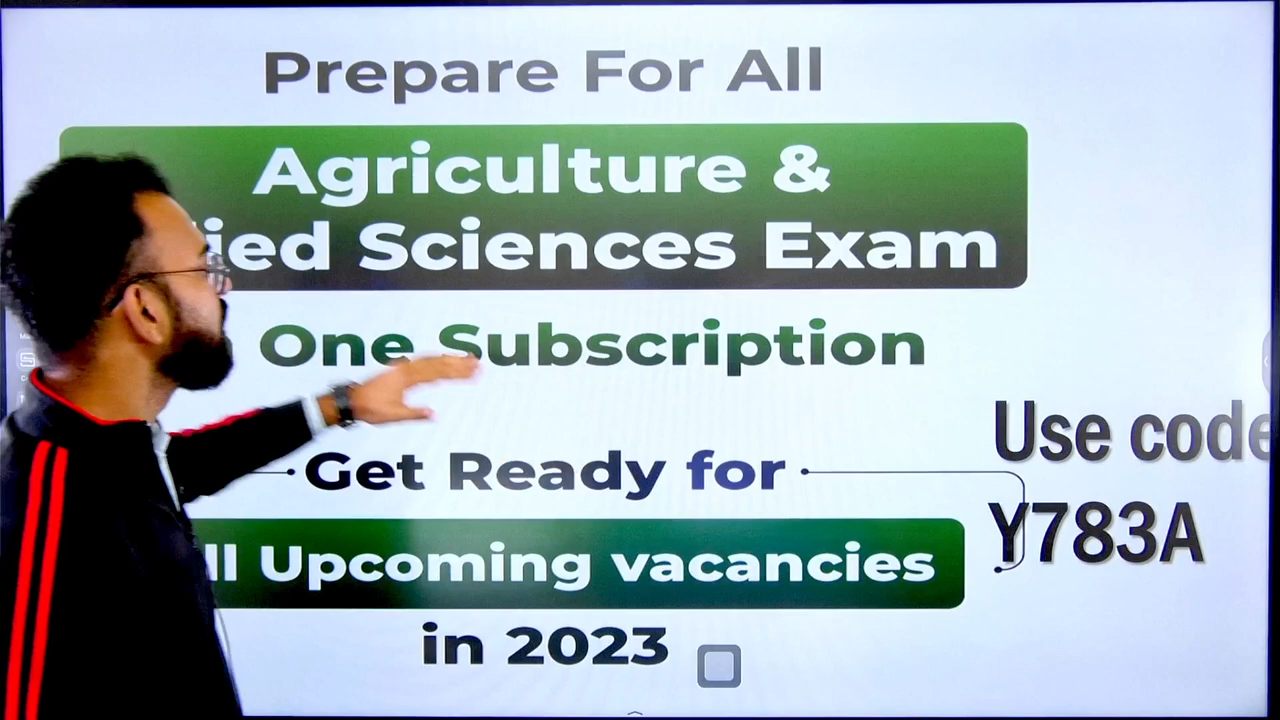 Prepare For All
Agriculture &
lied Sciences Exam
One Subscription
Get Ready for
ll Upcoming vacancies
in 2023
Use code
Y783A